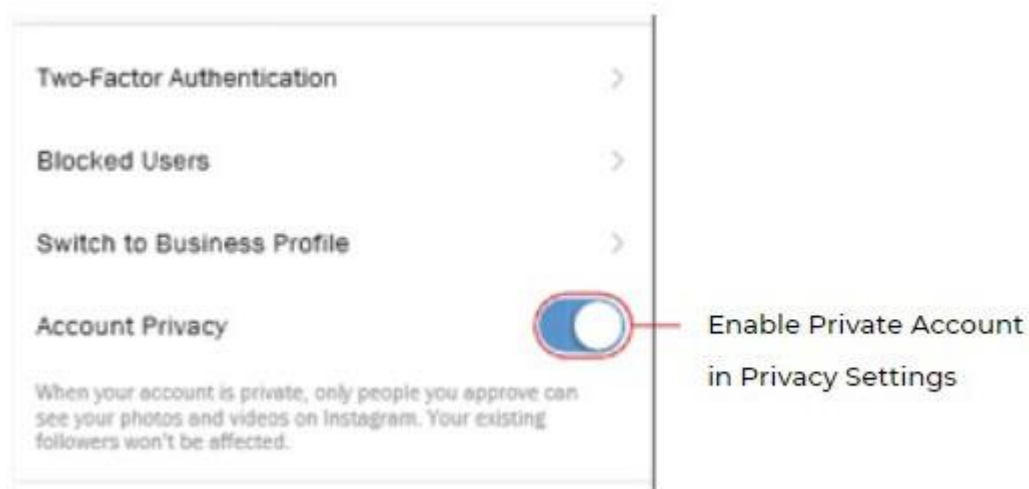 Two-Factor Authentication
Blocked Users
Switch to Business Profile
Account Privacy
Enable Private Account
in Privacy Settings
When your account is private, only people you approve can
see your photos and videos on Instagram. Your existing
followers won't be affected.